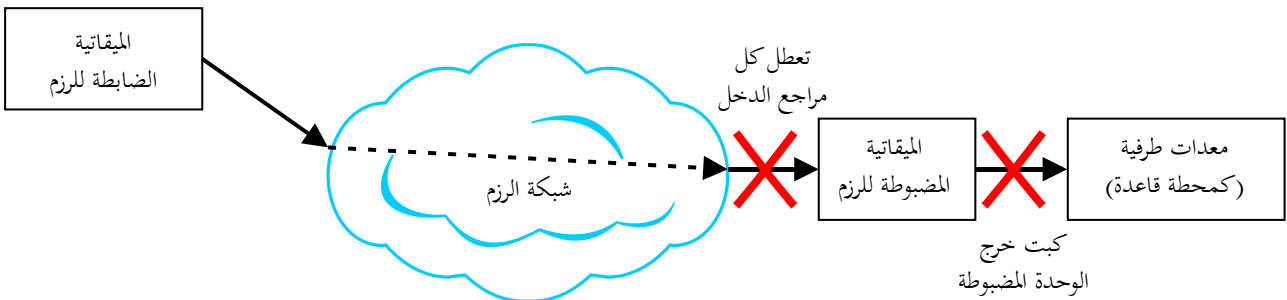 الميقاتية
الضابطة للرزم
شبكة الرزم
تعطل كل
مراجع الدخل
الميقاتية
المضبوطة للرزم
كبت خرج
الوحدة المضبوطة
معدات طرفية
(كمحطة قاعدة)